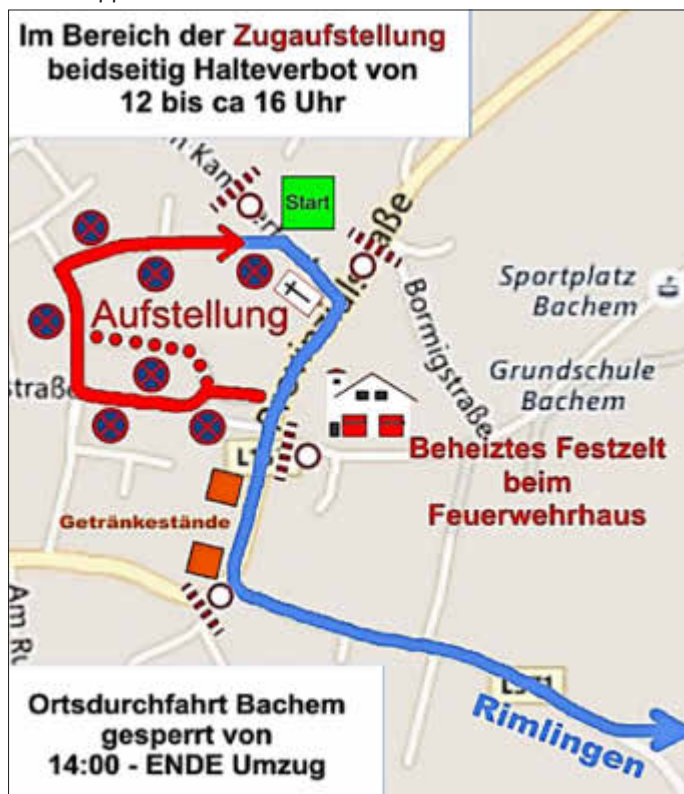 Im Bereich der Zugaufstellung
beidseitig Halteverbot von
12 bis ca 16 Uhr
Start
Aufstellung
Sportplatz
Bachem
Bormigstraße
Grundschule
Bachem
straße
Beheiztes Festzelt
beim
Feuerwehrhaus
Getränkestände
Rimlingen
Ortsdurchfahrt Bachem
gesperrt von
14:00 - ENDE Umzug